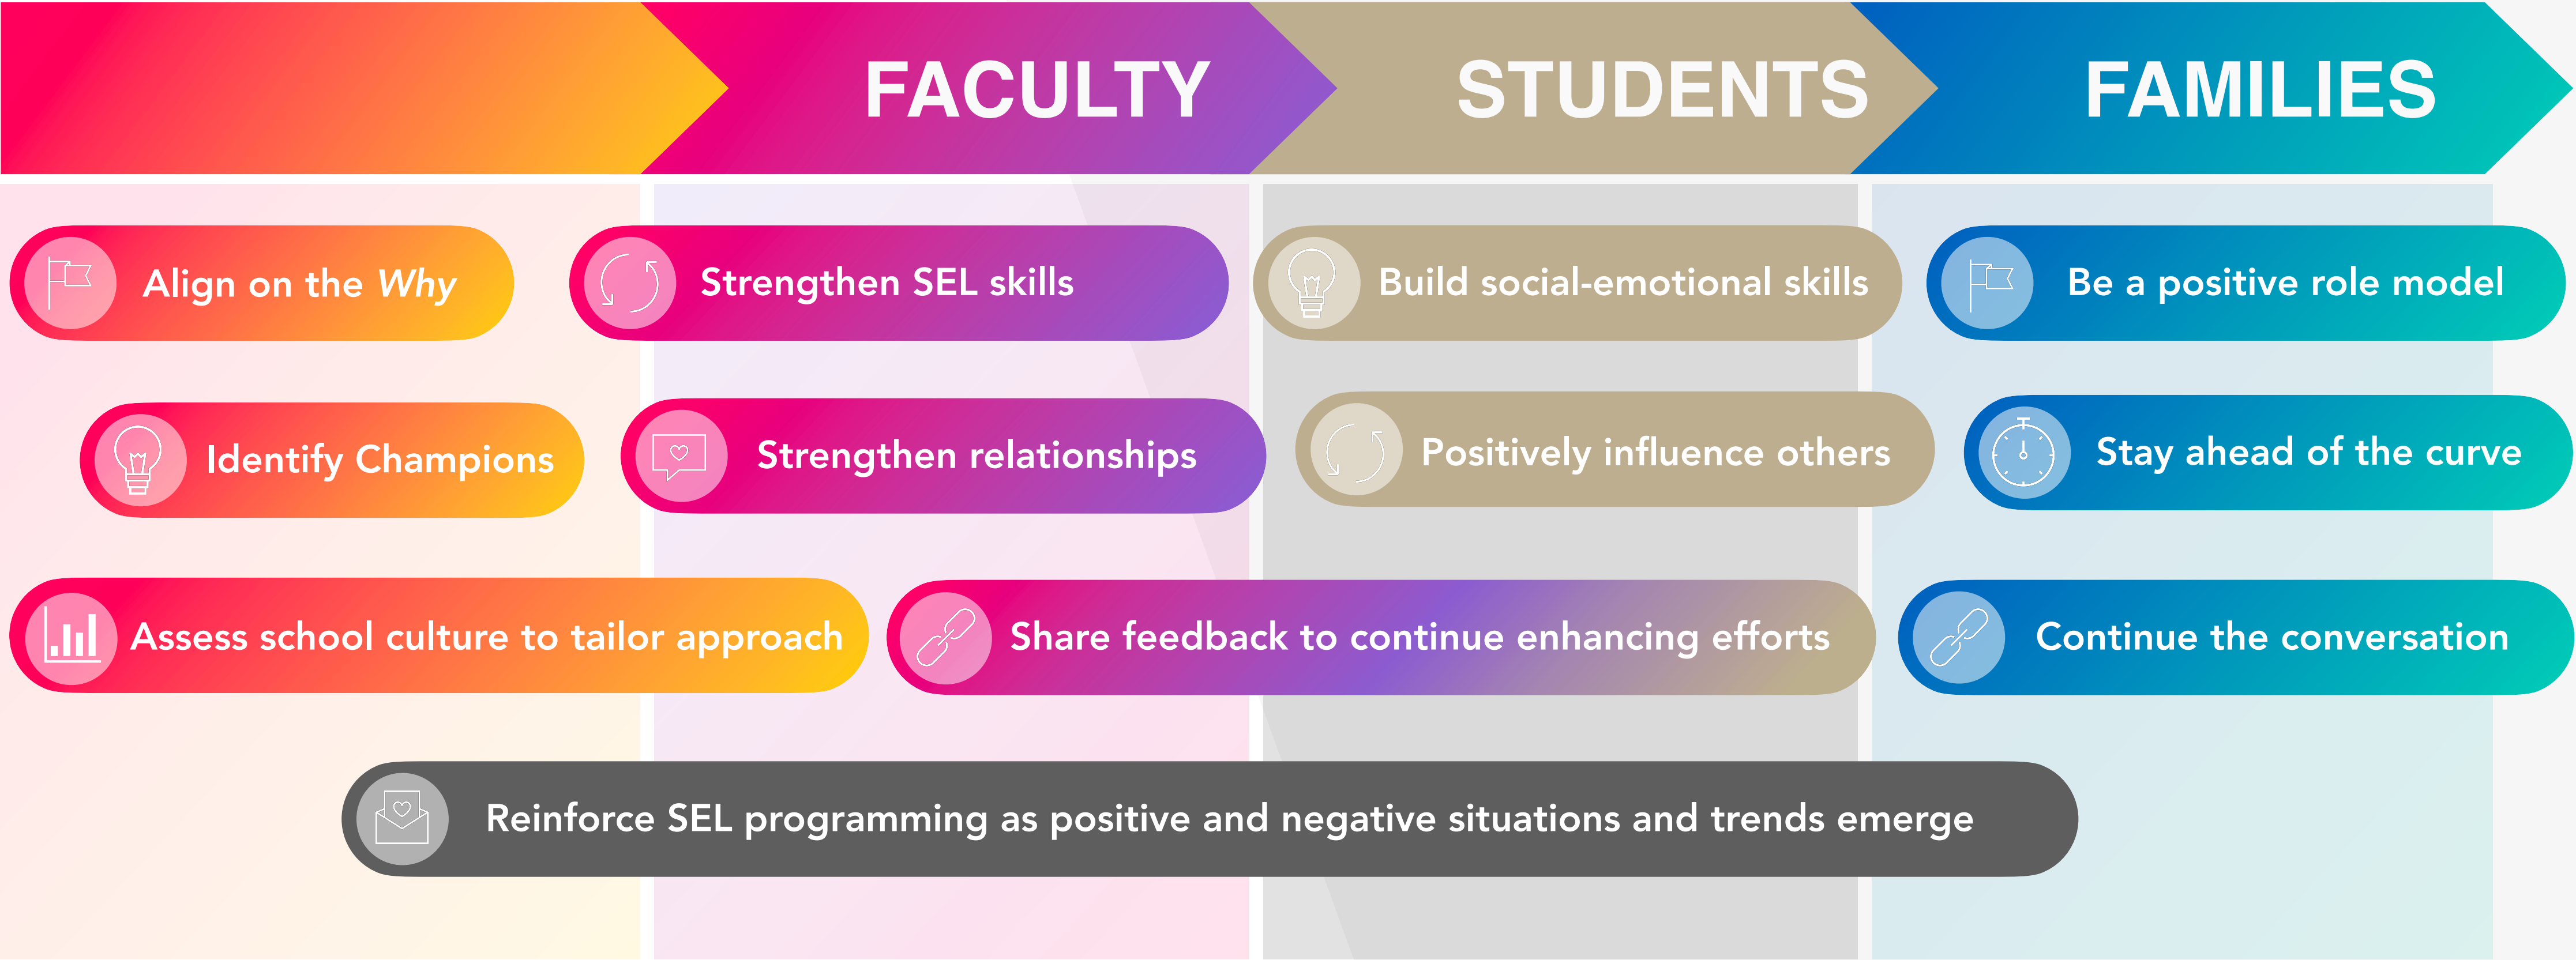 FACULTY
STUDENTS
FAMILIES
Align on the Why
Strengthen SEL skills
Build social-emotional skills
Be a positive role model
Identify Champions
Strengthen relationships
Positively influence others
Stay ahead of the curve
Assess school culture to tailor approach
Share feedback to continue enhancing efforts
Continue the conversation
Reinforce SEL programming as positive and negative situations and trends emerge